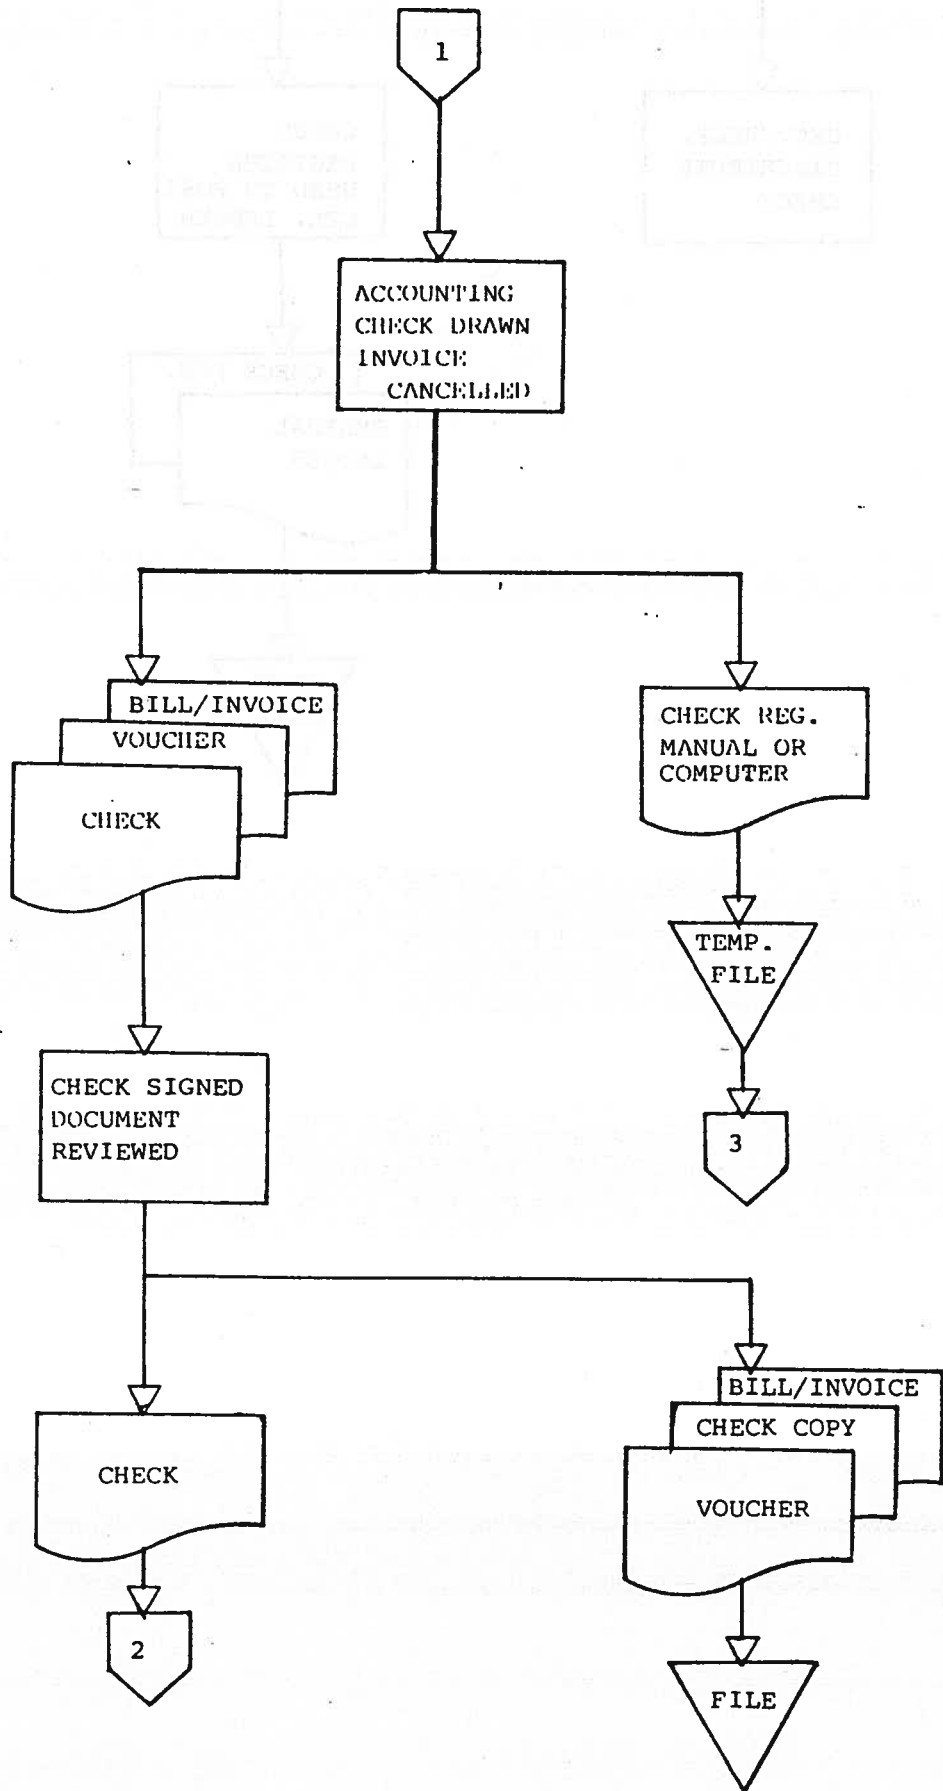 1
ACCOUNTING
CHECK DRAWN
INVOICE
CANCELLED
BILL/INVOICE
VOUCHER
CHECK
CHECK REG.
MANUAL OR
COMPUTER
TEMP.
FILE
3
CHECK SIGNED
DOCUMENT
REVIEWED
CHECK
2
BILL/INVOICE
CHECK COPY
VOUCHER
FILE